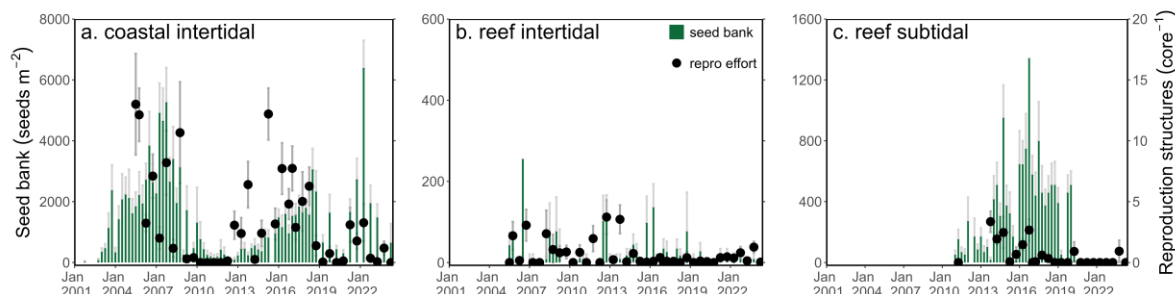 a. coastal intertidal
b. reef intertidal
c. reef subtidal
seed bank
repro effort
Seed bank (seeds m⁻²)
Reproduction structures (core⁻¹)
8000
6000
4000
2000
0
600
400
200
0
1600
1200
800
400
0
20
15
10
5
0
Jan 2001
Jan 2004
Jan 2007
Jan 2010
Jan 2013
Jan 2016
Jan 2019
Jan 2022
Jan 2001
Jan 2004
Jan 2007
Jan 2010
Jan 2013
Jan 2016
Jan 2019
Jan 2022
Jan 2001
Jan 2004
Jan 2007
Jan 2010
Jan 2013
Jan 2016
Jan 2019
Jan 2022